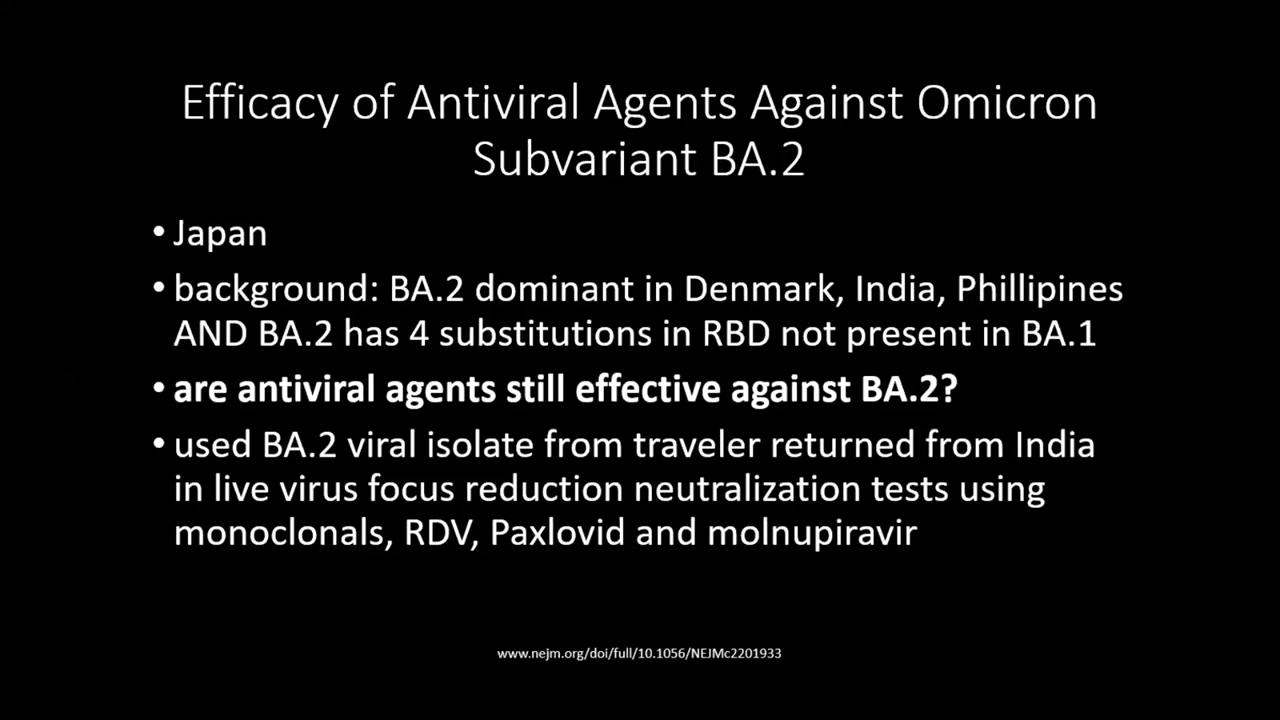 Efficacy of Antiviral Agents Against Omicron
Subvariant BA.2
• Japan
• background: BA.2 dominant in Denmark, India, Phillipines
AND BA.2 has 4 substitutions in RBD not present in BA.1
• are antiviral agents still effective against BA.2?
• used BA.2 viral isolate from traveler returned from India
in live virus focus reduction neutralization tests using
monoclonals, RDV, Paxlovid and molnupiravir
www.nejm.org/doi/full/10.1056/NEJMc2201933